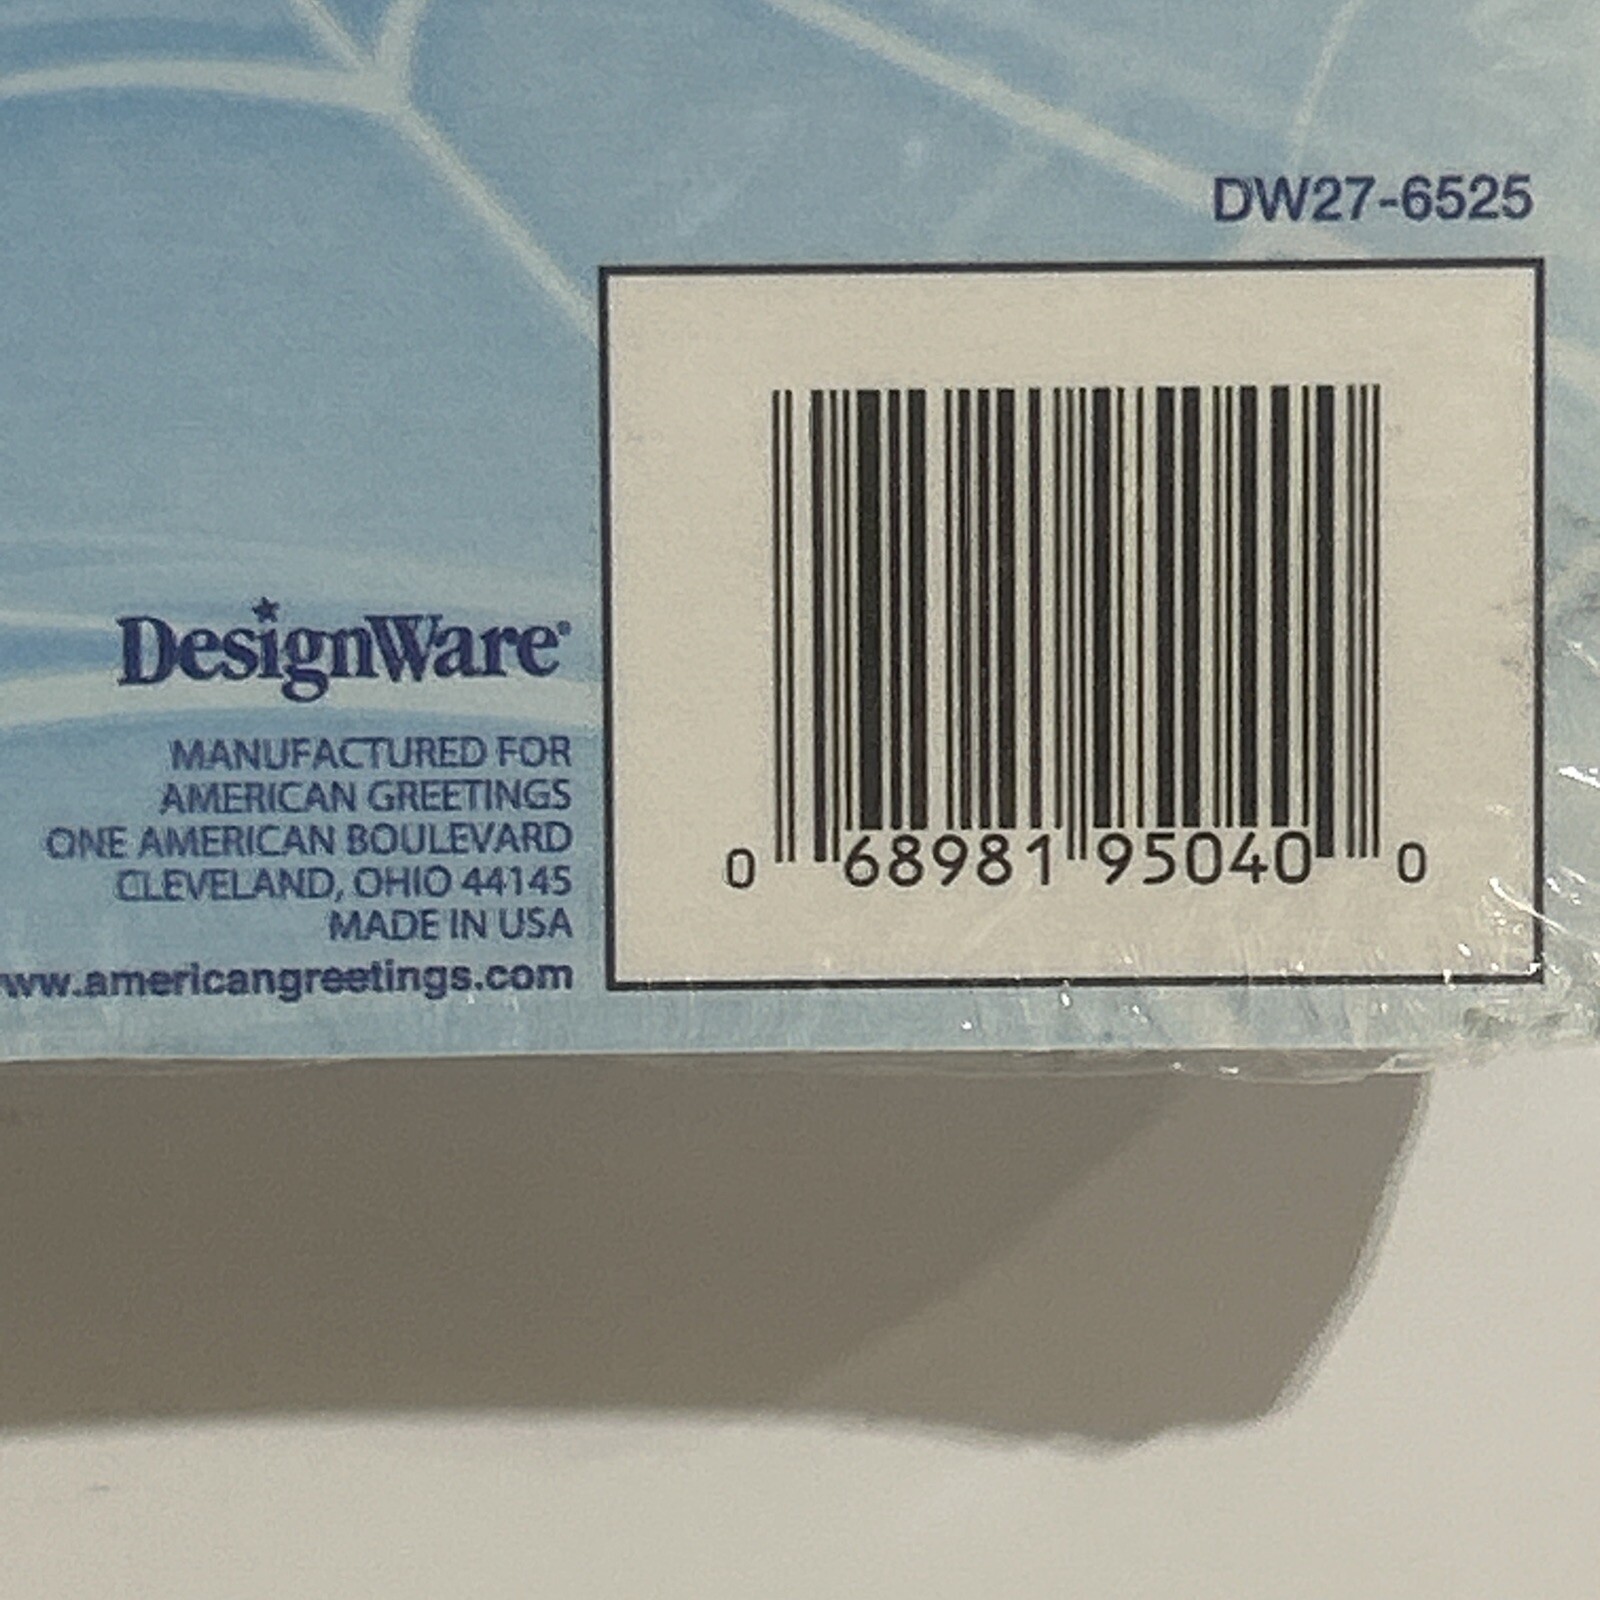 DW27-6525
DesignWare®
MANUFACTURED FOR
AMERICAN GREETINGS
ONE AMERICAN BOULEVARD
CLEVELAND, OHIO 44145
MADE IN USA
ww.americangreetings.com
0 68981 95040 0